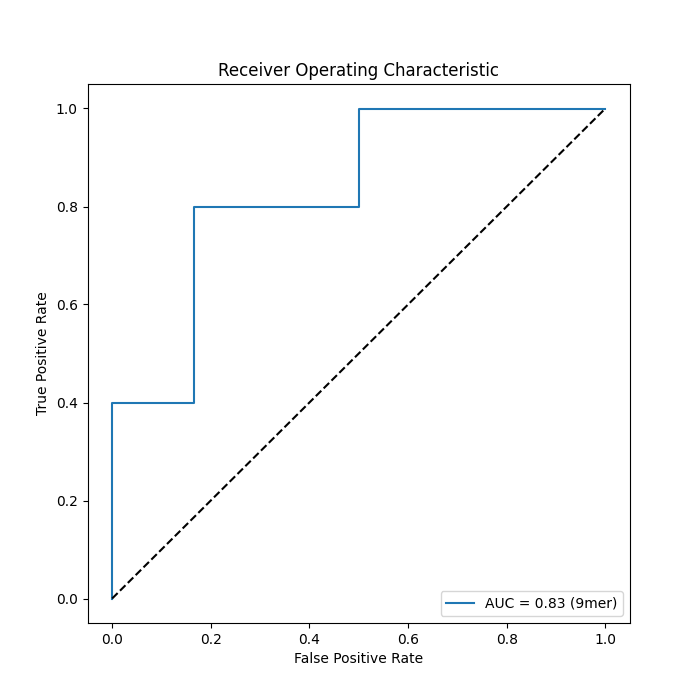 Receiver Operating Characteristic
True Positive Rate
1.0
0.8
0.6
0.4
0.2
0.0
AUC = 0.83 (9mer)
0.0 0.2 0.4 0.6 0.8 1.0
False Positive Rate